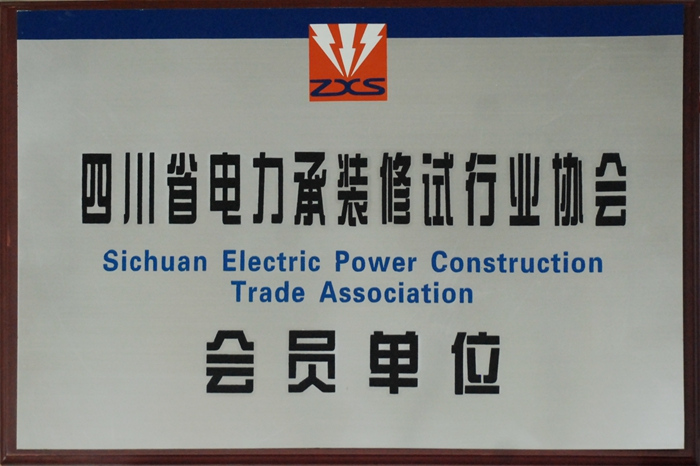 ZXS
四川省电力承装修试行业协会
Sichuan Electric Power Construction
Trade Association
会员单位